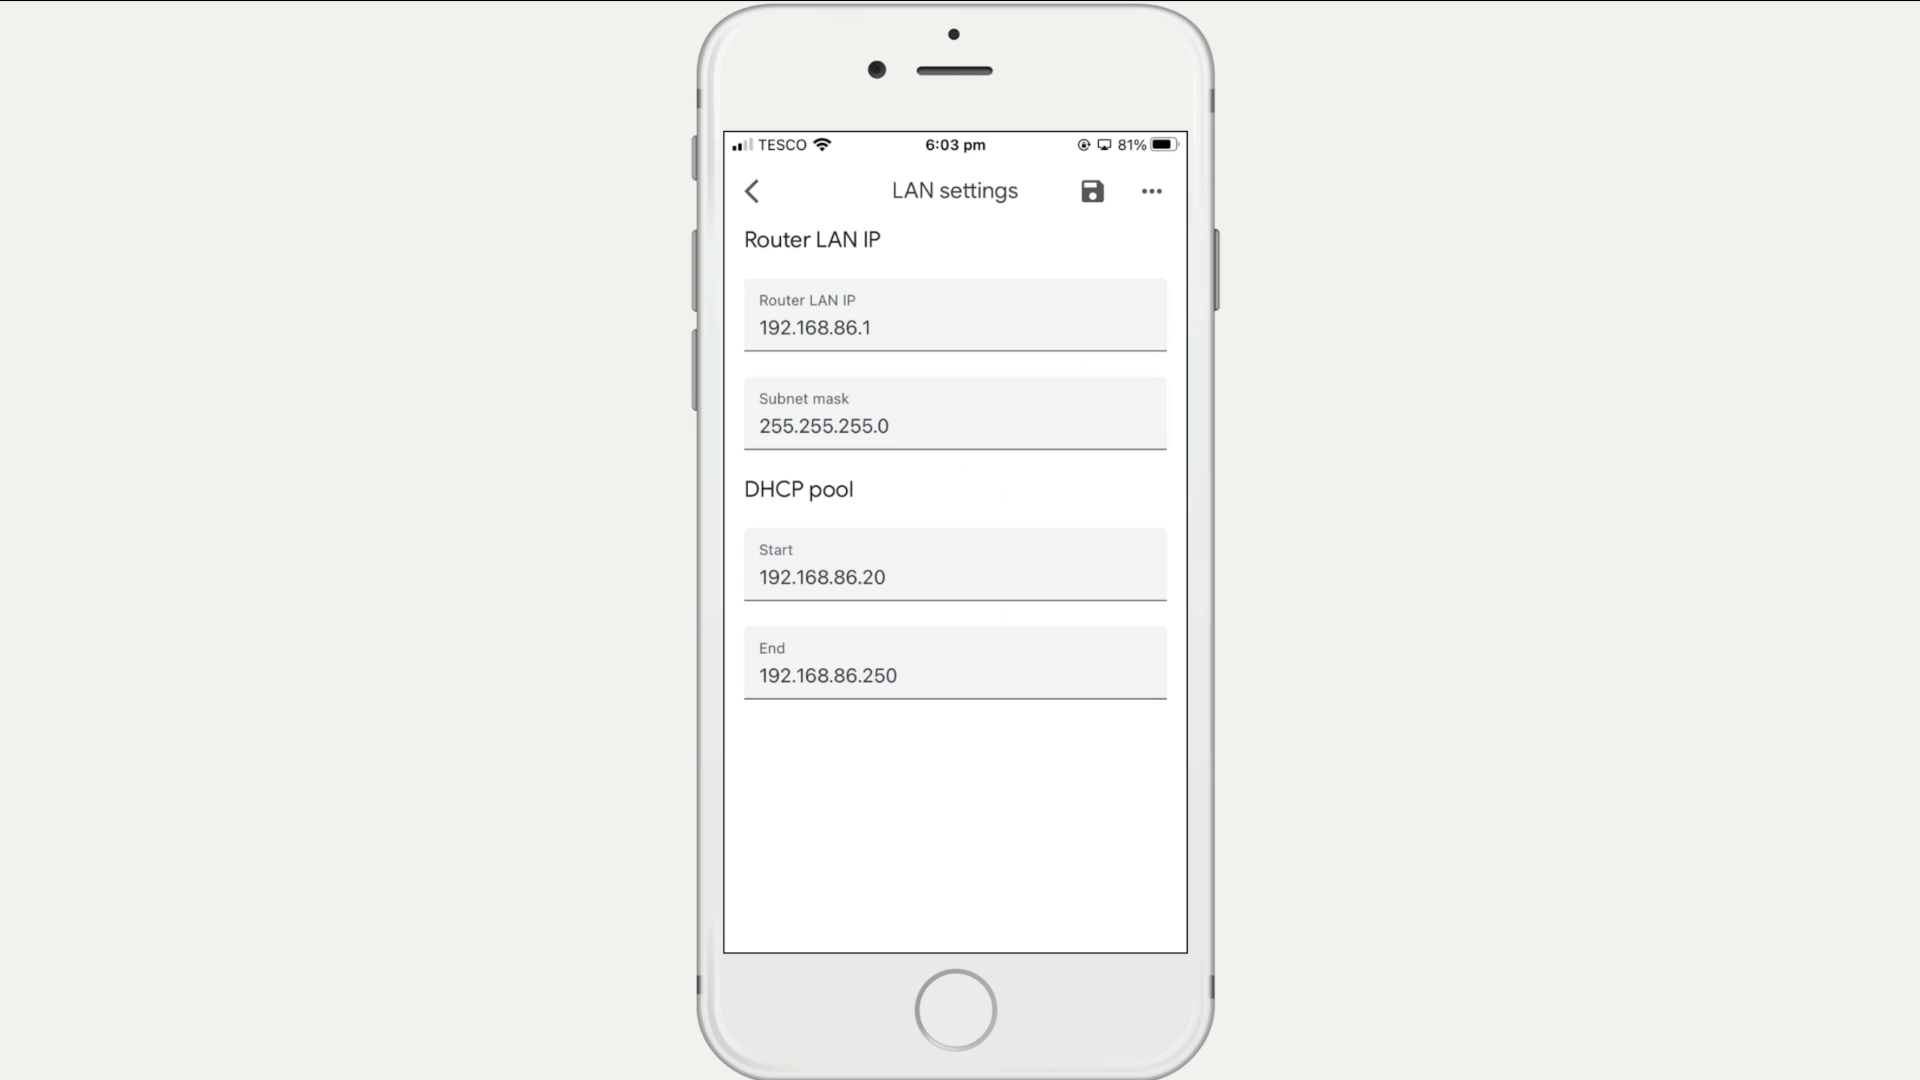 TESCO
6:03 pm
81%
LAN settings
Router LAN IP
Router LAN IP
192.168.86.1
Subnet mask
255.255.255.0
DHCP pool
Start
192.168.86.20
End
192.168.86.250